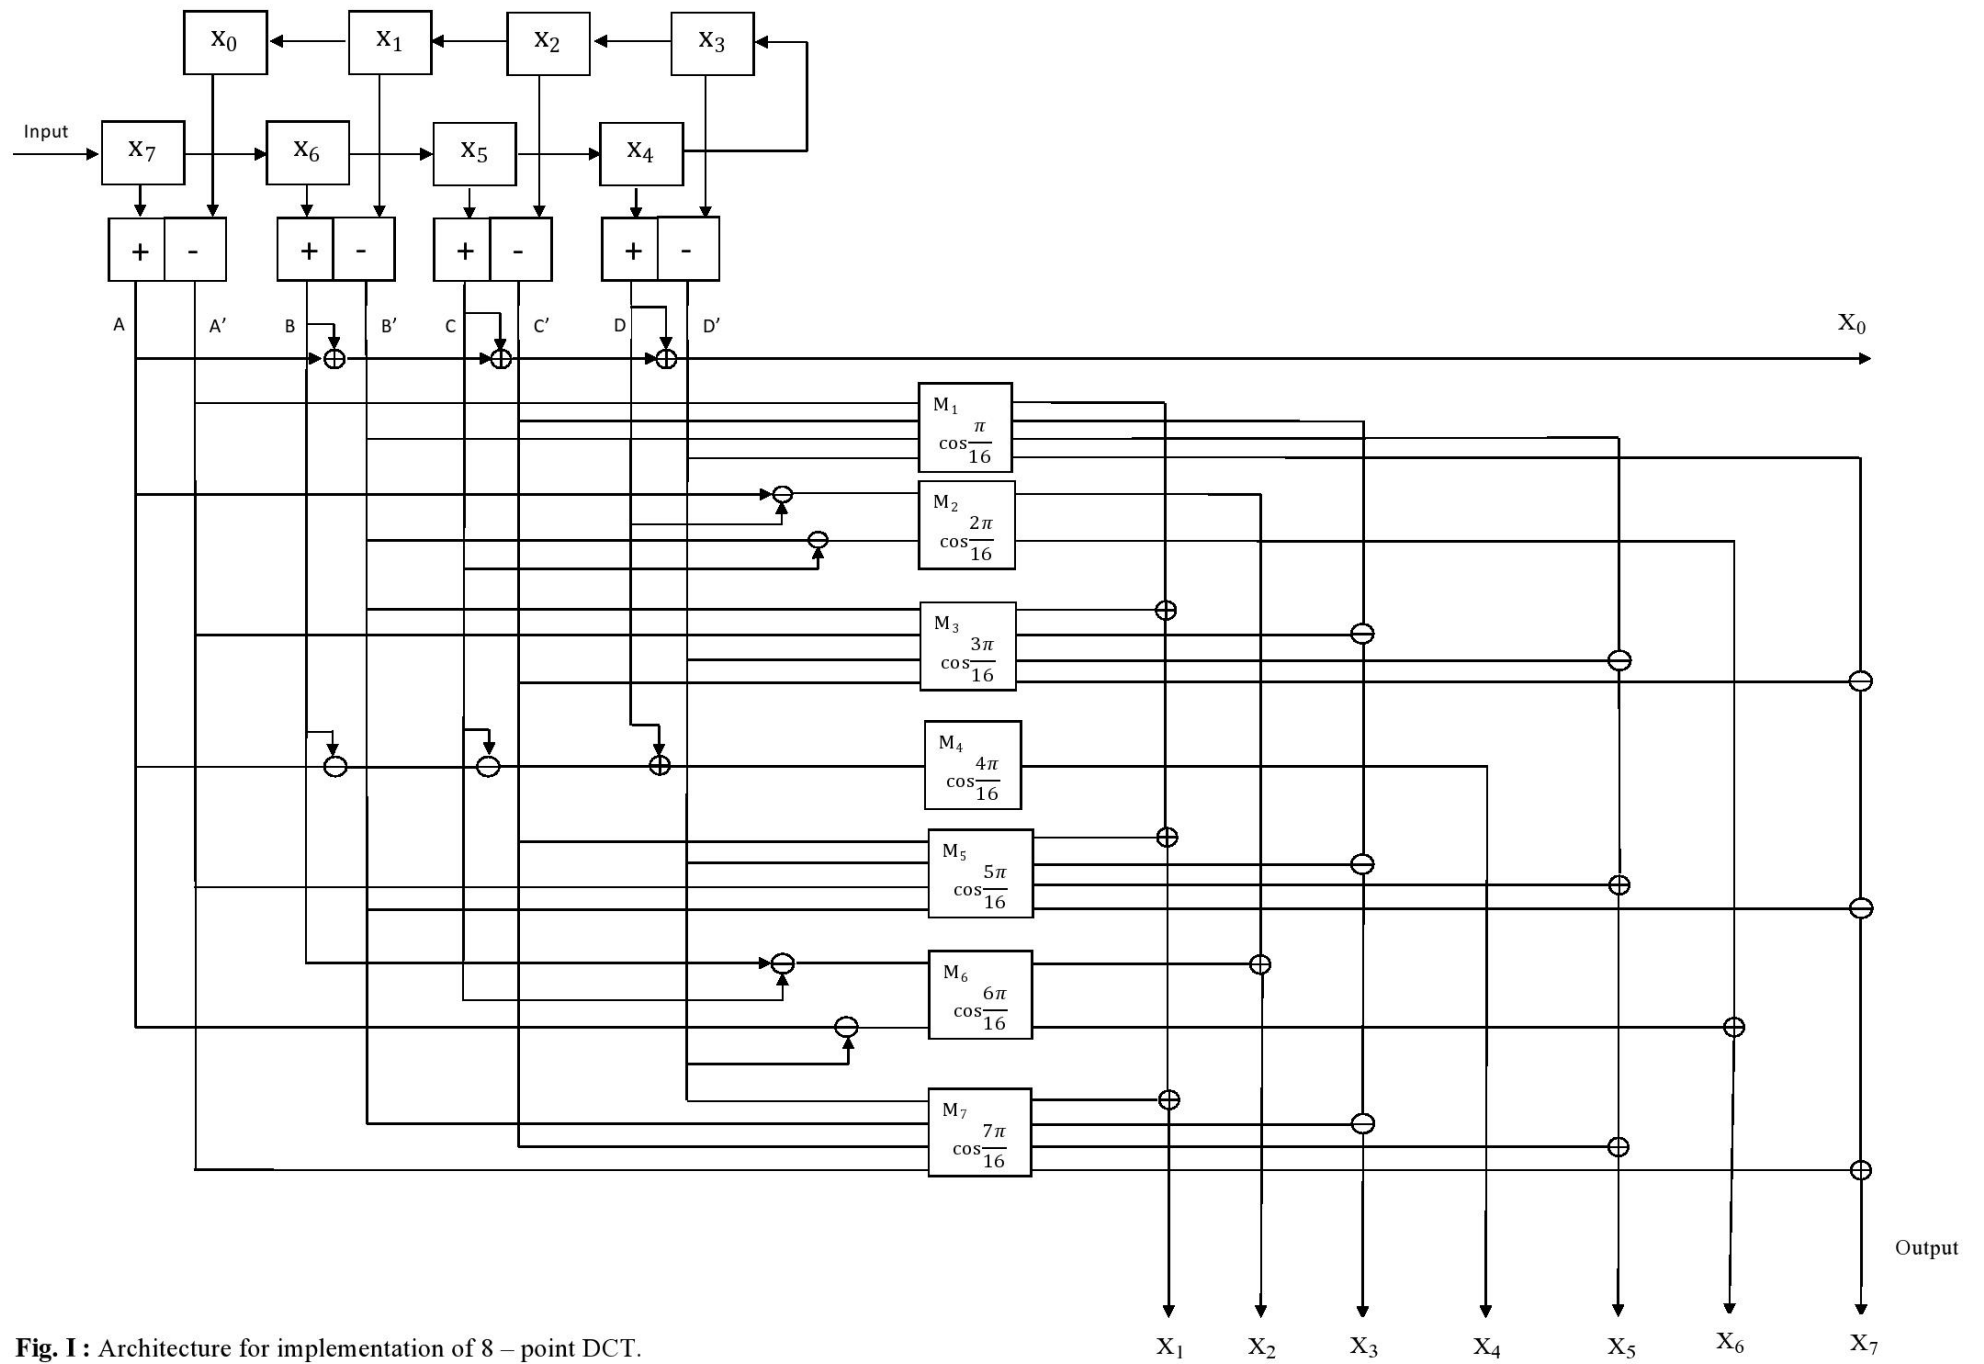 x₀ x₁ x₂ x₃
Input
x₇ x₆ x₅ x₄
+ - + - + - + -
A A’ B B’ C C’ D D’
X₀
M₁
cos π/16
M₂
cos 2π/16
M₃
cos 3π/16
M₄
cos 4π/16
M₅
cos 5π/16
M₆
cos 6π/16
M₇
cos 7π/16
Output
X₁ X₂ X₃ X₄ X₅ X₆ X₇
Fig. I : Architecture for implementation of 8 – point DCT.